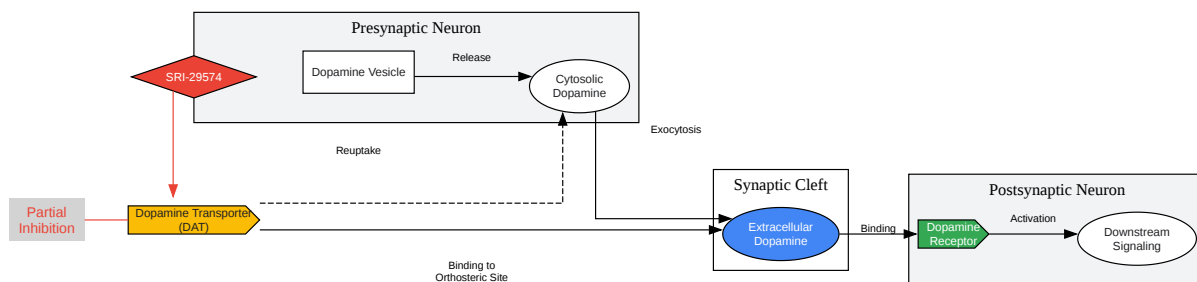 Presynaptic Neuron
SRI-29574
Dopamine Vesicle
Release
Cytosolic
Dopamine
Reuptake
Exocytosis
Partial
Inhibition
Dopamine Transporter
(DAT)
Synaptic Cleft
Extracellular
Dopamine
Binding
Postsynaptic Neuron
Dopamine
Receptor
Activation
Downstream
Signaling
Binding to
Orthosteric Site